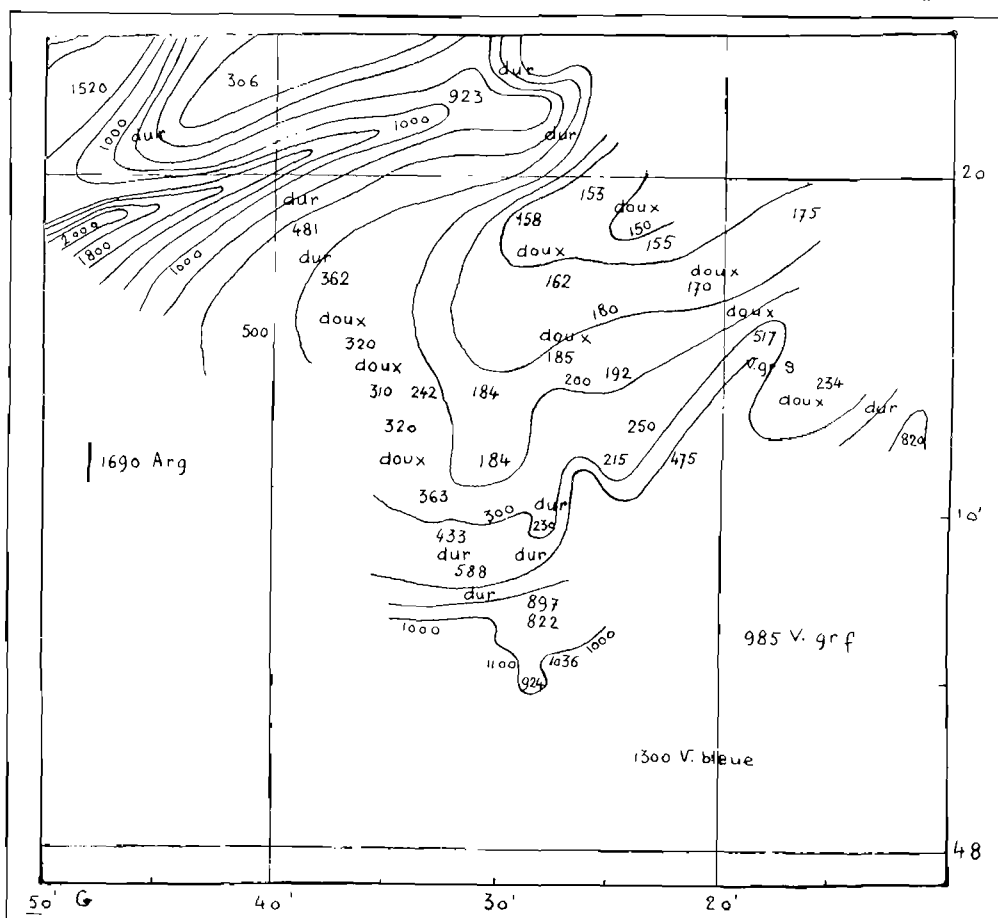 dur
1520
306
923
1000
1000
dur
dur
20
153
dur
doux
158
175
481
150
155
2000
doux
1800
dur
doux
1000
362
162
170
180
doux
doux
500
doux
517
320
185
doux
V. gr s
192
234
200
310 242 184
doux
dur
320
250
820
doux
184
215
475
1690 Arg
363
dur
300
10'
230
433
dur
dur
588
dur
897
822
1000
1000
985 V. gr f
1100
1036
924
1300 V. bleue
48
50' G 40' 30' 20'